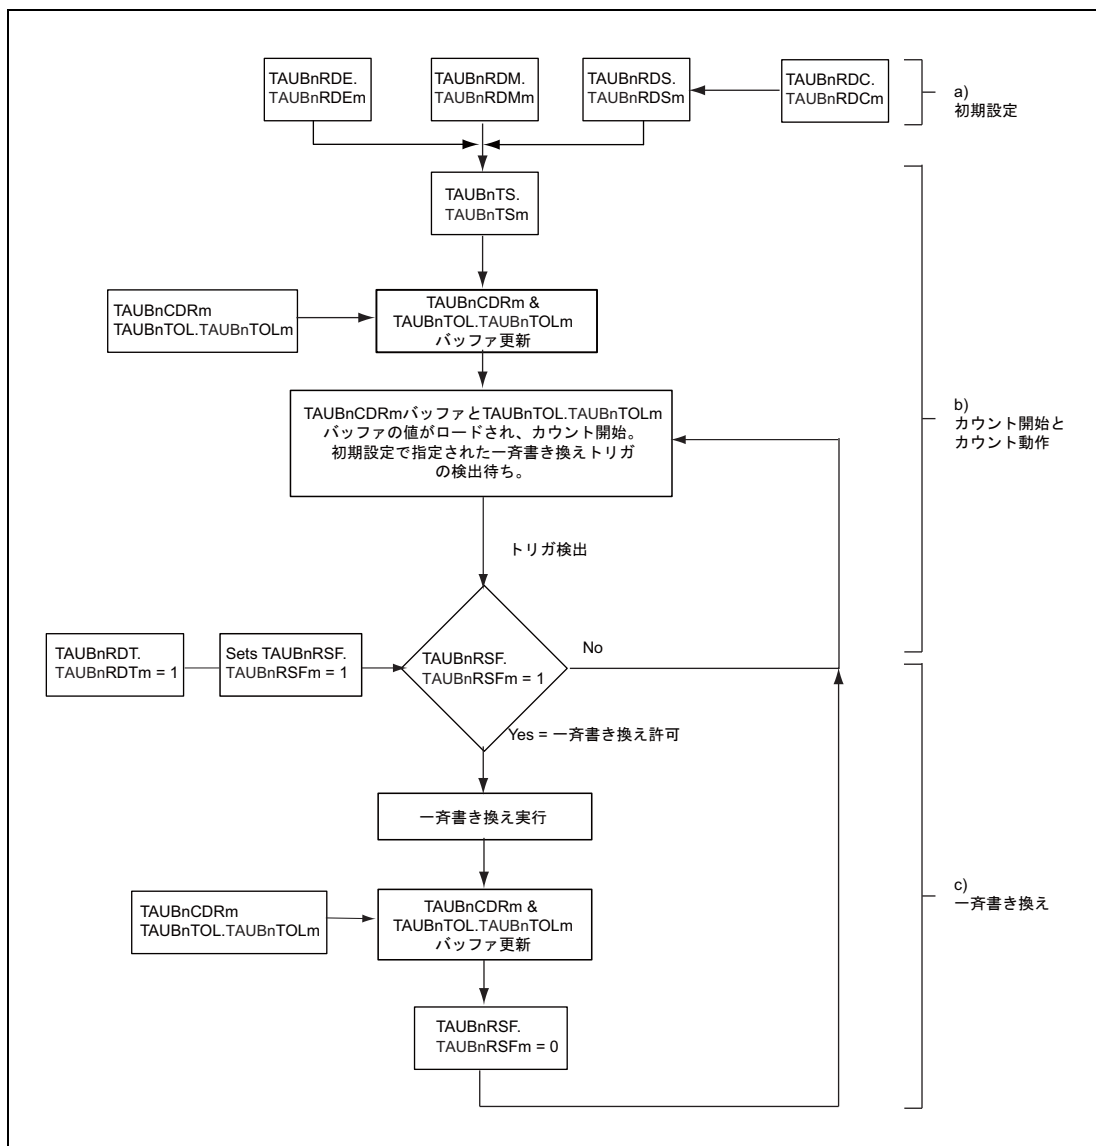 TAUBnRDE.
TAUBnRDEm
TAUBnRDM.
TAUBnRDMm
TAUBnRDS.
TAUBnRDSm
TAUBnRDC.
TAUBnRDCm
a)
初期設定
TAUBnTS.
TAUBnTSm
TAUBnCDRm
TAUBnTOL.TAUBnTOLm
TAUBnCDRm &
TAUBnTOL.TAUBnTOLm
バッファ更新
TAUBnCDRmバッファとTAUBnTOL.TAUBnTOLm
バッファの値がロードされ、カウント開始。
初期設定で指定された一斉書き換えトリガ
の検出待ち。
b)
カウント開始と
カウント動作
トリガ検出
TAUBnRDT.
TAUBnRDTm = 1
Sets TAUBnRSF.
TAUBnRSFm = 1
TAUBnRSF.
TAUBnRSFm = 1
No
Yes = 一斉書き換え許可
一斉書き換え実行
TAUBnCDRm
TAUBnTOL.TAUBnTOLm
TAUBnCDRm &
TAUBnTOL.TAUBnTOLm
バッファ更新
c)
一斉書き換え
TAUBnRSF.
TAUBnRSFm = 0